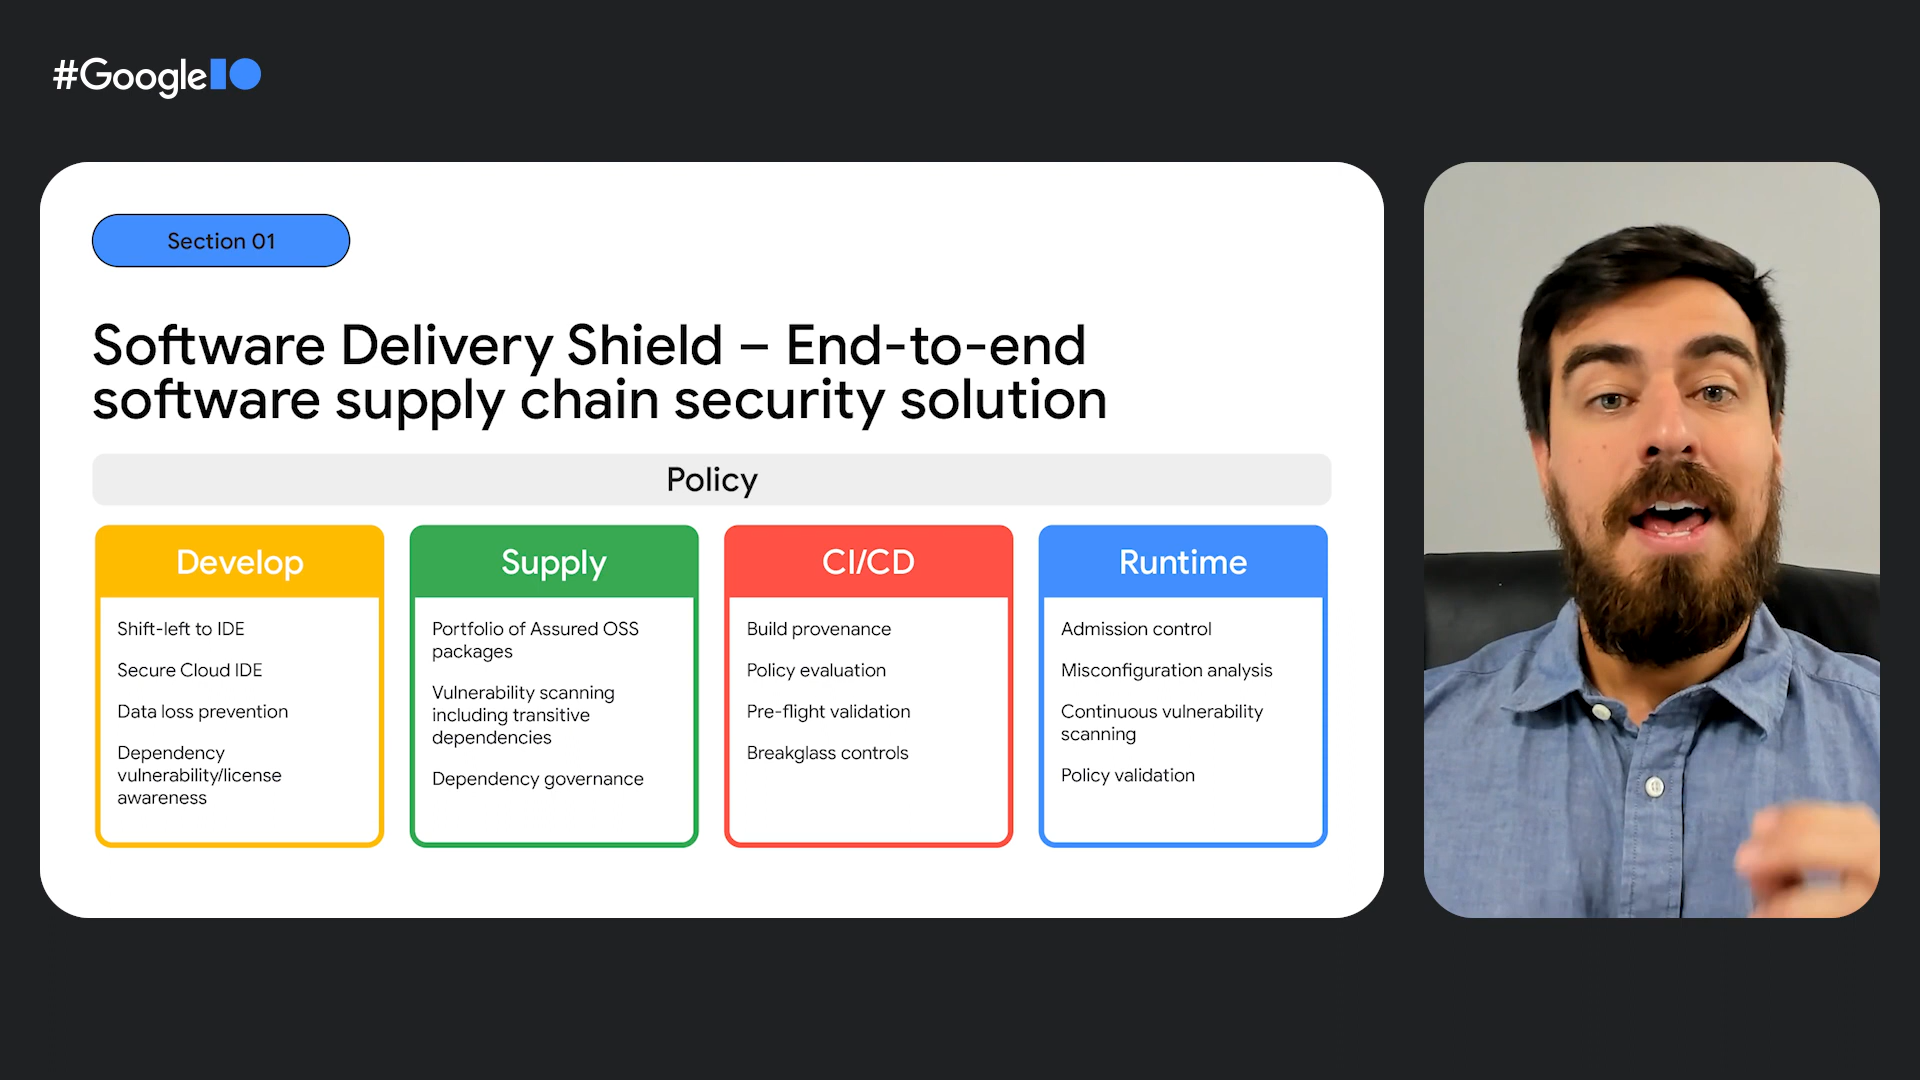 #GoogleIO
Section 01
Software Delivery Shield – End-to-end
software supply chain security solution
Policy
Develop
Shift-left to IDE
Secure Cloud IDE
Data loss prevention
Dependency
vulnerability/license
awareness
Supply
Portfolio of Assured OSS
packages
Vulnerability scanning
including transitive
dependencies
Dependency governance
CI/CD
Build provenance
Policy evaluation
Pre-flight validation
Breakglass controls
Runtime
Admission control
Misconfiguration analysis
Continuous vulnerability
scanning
Policy validation